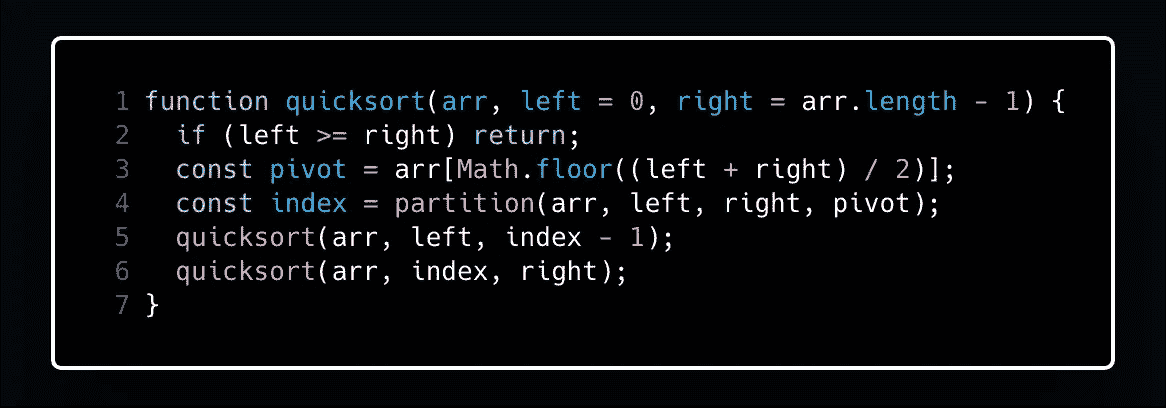 1 function quicksort(arr, left = 0, right = arr.length - 1) {
2   if (left >= right) return;
3   const pivot = arr[Math.floor((left + right) / 2)];
4   const index = partition(arr, left, right, pivot);
5   quicksort(arr, left, index - 1);
6   quicksort(arr, index, right);
7 }